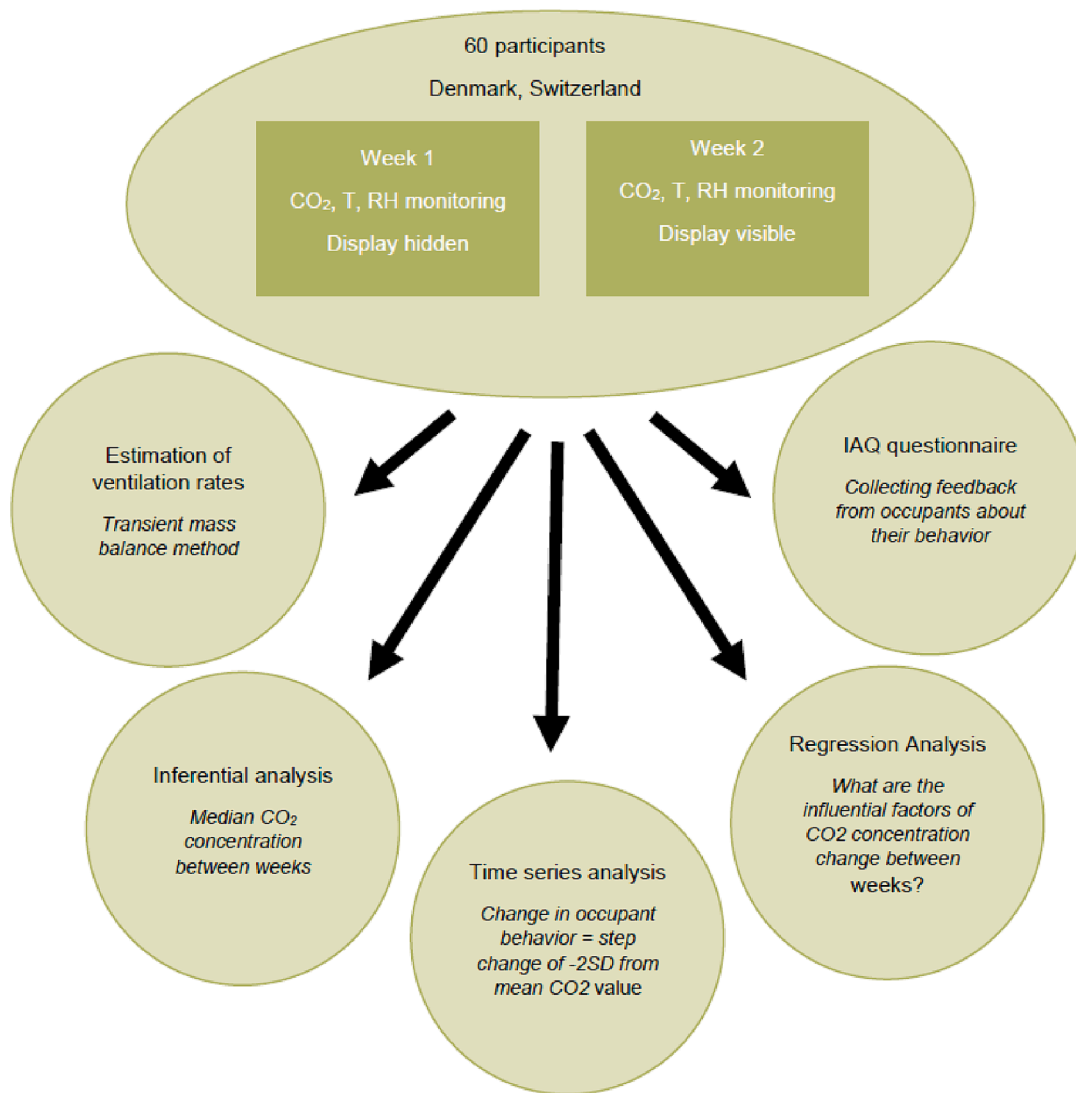 60 participants
Denmark, Switzerland
Week 1
CO₂, T, RH monitoring
Display hidden
Week 2
CO₂, T, RH monitoring
Display visible
Estimation of
ventilation rates
Transient mass
balance method
IAQ questionnaire
Collecting feedback
from occupants about
their behavior
Inferential analysis
Median CO₂
concentration
between weeks
Time series analysis
Change in occupant
behavior = step
change of -2SD from
mean CO2 value
Regression Analysis
What are the
influential factors of
CO2 concentration
change between
weeks?